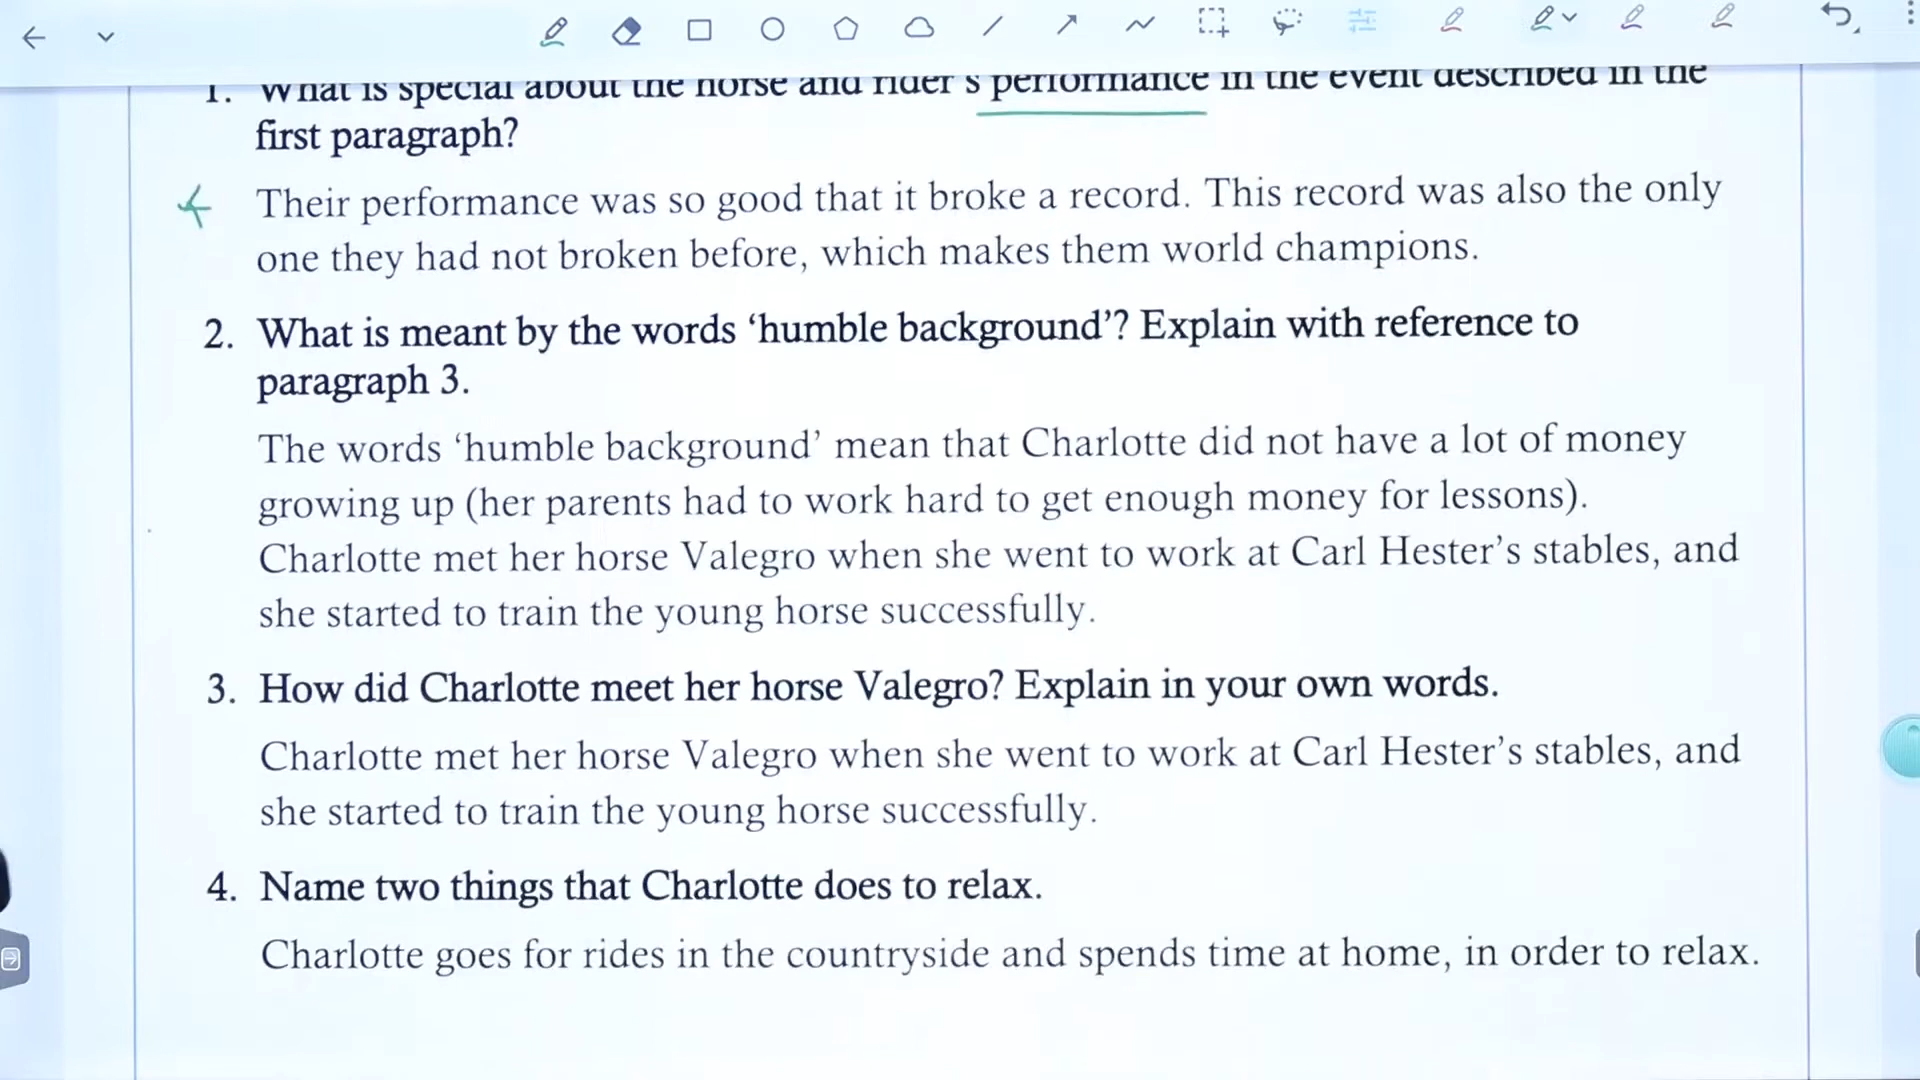 1. What is special about the horse and rider's performance in the event described in the
first paragraph?
Their performance was so good that it broke a record. This record was also the only
one they had not broken before, which makes them world champions.
2. What is meant by the words ‘humble background’? Explain with reference to
paragraph 3.
The words ‘humble background’ mean that Charlotte did not have a lot of money
growing up (her parents had to work hard to get enough money for lessons).
Charlotte met her horse Valegro when she went to work at Carl Hester’s stables, and
she started to train the young horse successfully.
3. How did Charlotte meet her horse Valegro? Explain in your own words.
Charlotte met her horse Valegro when she went to work at Carl Hester’s stables, and
she started to train the young horse successfully.
4. Name two things that Charlotte does to relax.
Charlotte goes for rides in the countryside and spends time at home, in order to relax.